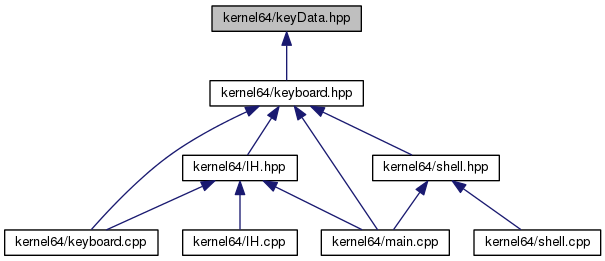 kernel64/keyData.hpp
kernel64/keyboard.hpp
kernel64/IH.hpp
kernel64/shell.hpp
kernel64/keyboard.cpp
kernel64/IH.cpp
kernel64/main.cpp
kernel64/shell.cpp